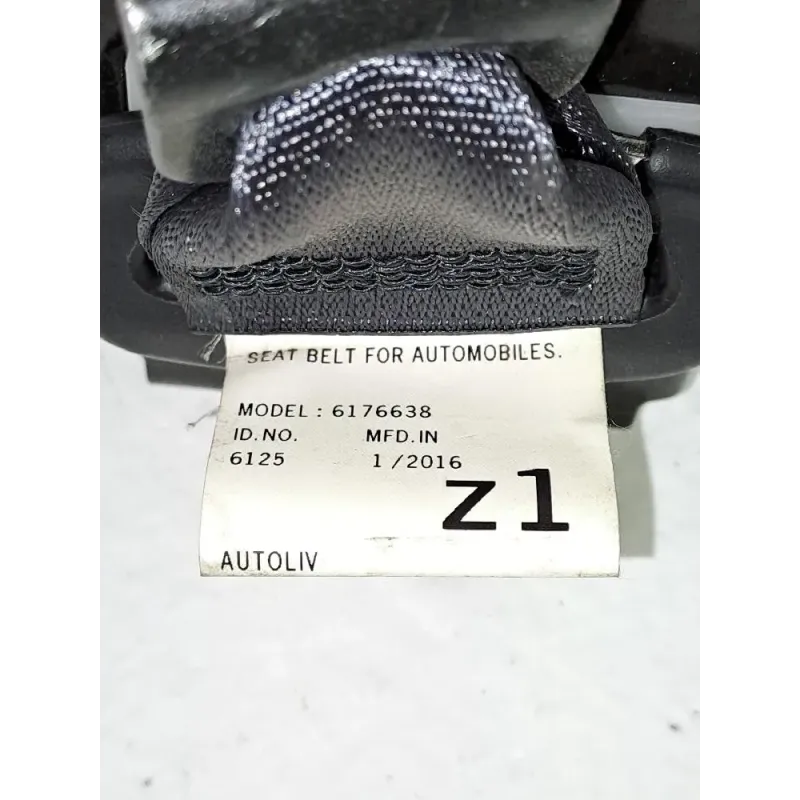 SEAT BELT FOR AUTOMOBILES.
MODEL : 6176638
ID.NO. MFD.IN
6125 1/2016
z1
AUTOLIV